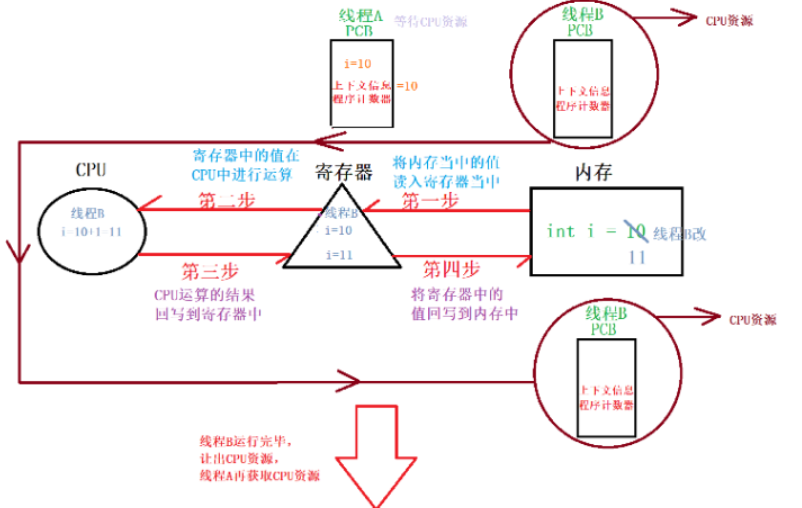 线程A
PCB
等待CPU资源
i=10
上下文信息
程序计数器
=10
线程B
PCB
上下文信息
程序计数器
CPU资源
CPU
寄存器中的值在
CPU中进行运算
寄存器
将内存当中的值
读入寄存器当中
内存
第二步
第一步
线程B
i=10+1=11
线程B
i=10
i=11
int i = 10
线程B改
11
第三步
第四步
CPU运算的结果
回写到寄存器中
将寄存器中的
值回写到内存中
线程B
PCB
上下文信息
程序计数器
CPU资源
线程B运行完毕，
让出CPU资源，
线程A再获取CPU资源